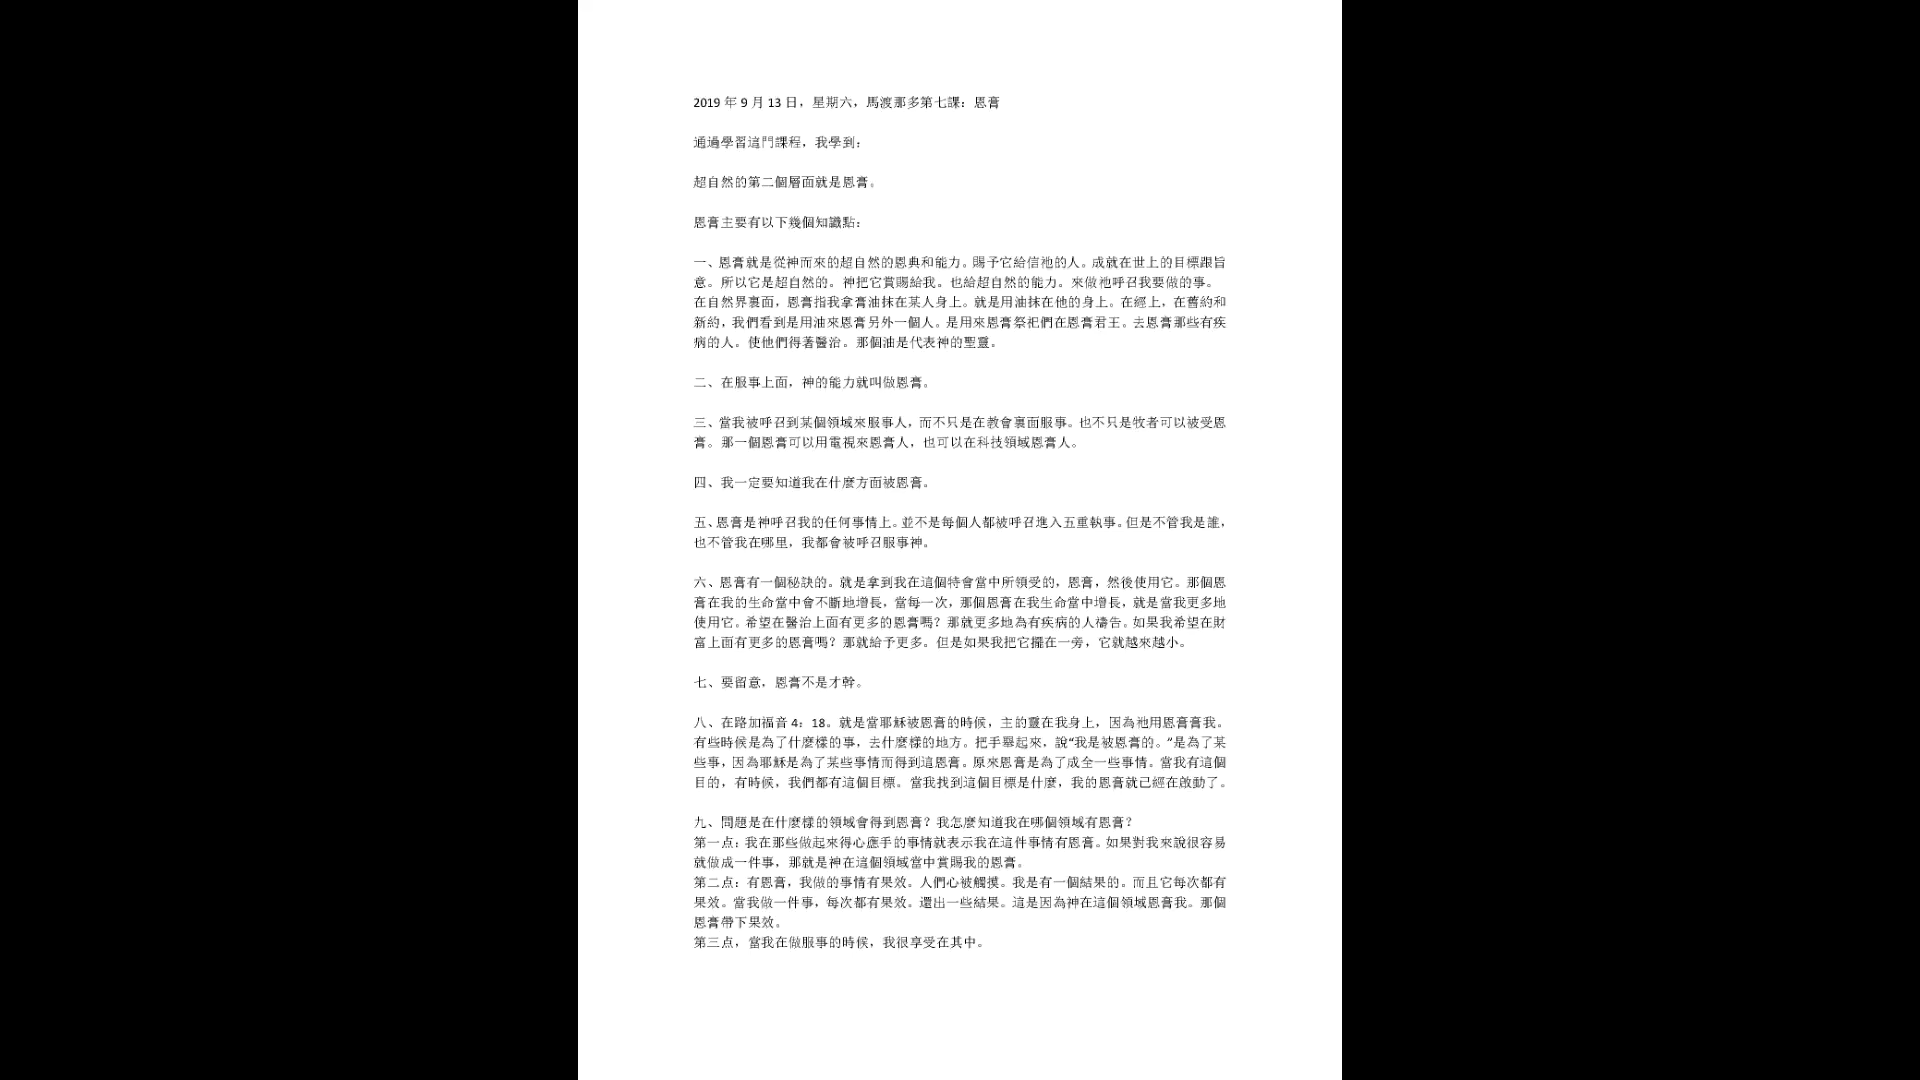 2019 年 9 月 13 日，星期六，馬渡那多第七課：恩膏
通過學習這門課程，我學到：
超自然的第二個層面就是恩膏。
恩膏主要有以下幾個知識點：
一、恩膏就是從神而來的超自然的恩典和能力。賜予它給信祂的人。成就在世上的目標跟旨
意。所以它是超自然的。神把它賞賜給我。也給超自然的能力。來做祂呼召我要做的事。
在自然界裏面，恩膏指我拿膏油抹在某人身上。就是用油抹在他的身上。在經上，在舊約和
新約，我們看到是用油來恩膏另外一個人。是用來恩膏祭祀們在恩膏君王。去恩膏那些有疾
病的人。使他們得著醫治。那個油是代表神的聖靈。
二、在服事上面，神的能力就叫做恩膏。
三、當我被呼召到某個領域來服事人，而不只是在教會裏面服事。也不只是牧者可以被受恩
膏。那一個恩膏可以用電視來恩膏人，也可以在科技領域恩膏人。
四、我一定要知道我在什麼方面被恩膏。
五、恩膏是神呼召我的任何事情上。並不是每個人都被呼召進入五重執事。但是不管我是誰，
也不管我在哪里，我都會被呼召服事神。
六、恩膏有一個秘訣的。就是拿到我在這個特會當中所領受的，恩膏，然後使用它。那個恩
膏在我的生命當中會不斷地增長，當每一次，那個恩膏在我生命當中增長，就是當我更多地
使用它。希望在醫治上面有更多的恩膏嗎？那就更多地為有疾病的人禱告。如果我希望在財
富上面有更多的恩膏嗎？那就給予更多。但是如果我把它擺在一旁，它就越來越小。
七、要留意，恩膏不是才幹。
八、在路加福音 4：18。就是當耶穌被恩膏的時候，主的靈在我身上，因為祂用恩膏膏我。
有些時候是為了什麼樣的事，去什麼樣的地方。把手舉起來，說“我是被恩膏的。”是為了某
些事，因為耶穌是為了某些事情而得到這恩膏。原來恩膏是為了成全一些事情。當我有這個
目的，有時候，我們都有這個目標。當我找到這個目標是什麼，我的恩膏就已經在啟動了。
九、問題是在什麼樣的領域會得到恩膏？我怎麼知道我在哪個領域有恩膏？
第一点：我在那些做起來得心應手的事情就表示我在這件事情有恩膏。如果對我來說很容易
就做成一件事，那就是神在這個領域當中賞賜我的恩膏。
第二点：有恩膏，我做的事情有果效。人們心被觸摸。我是有一個結果的。而且它每次都有
果效。當我做一件事，每次都有果效。還出一些結果。這是因為神在這個領域恩膏我。那個
恩膏帶下果效。
第三点，當我在做服事的時候，我很享受在其中。